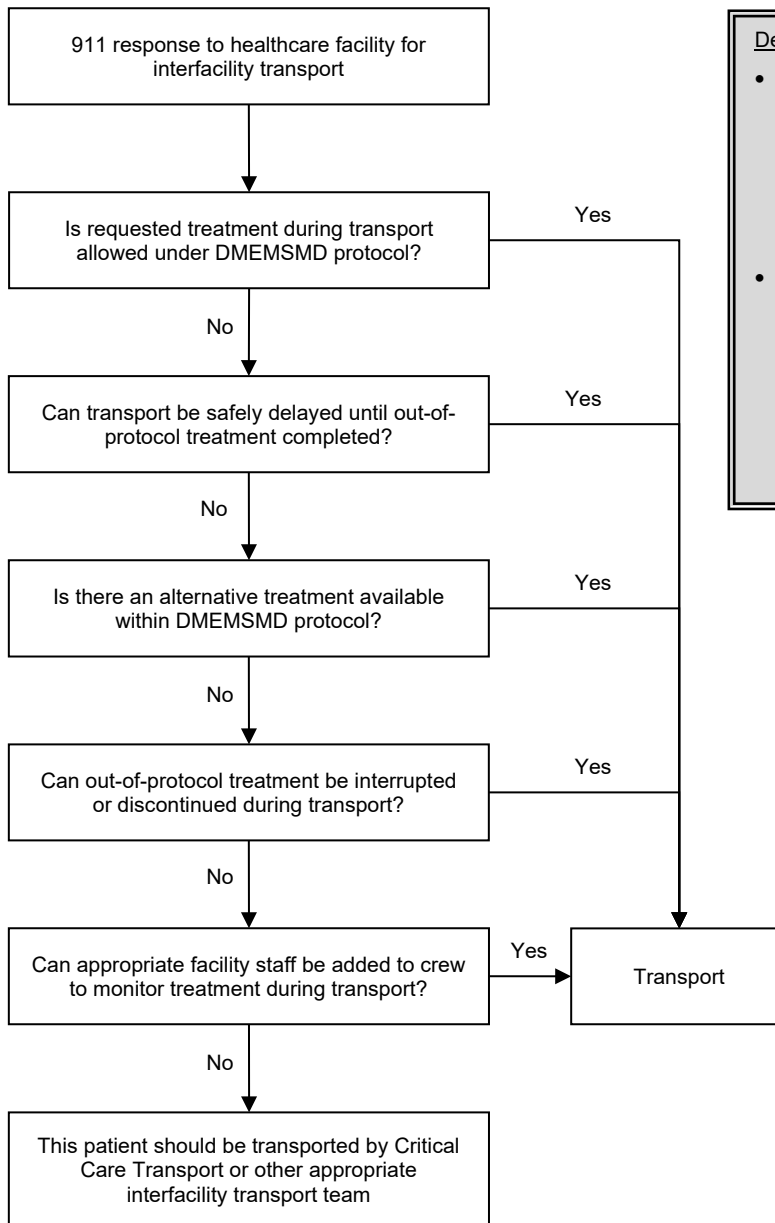 911 response to healthcare facility for
interfacility transport
Is requested treatment during transport
allowed under DMEMSMD protocol?
Yes
No
Can transport be safely delayed until out-of-
protocol treatment completed?
Yes
No
Is there an alternative treatment available
within DMEMSMD protocol?
Yes
No
Can out-of-protocol treatment be interrupted
or discontinued during transport?
Yes
No
Can appropriate facility staff be added to crew
to monitor treatment during transport?
Yes
Transport
No
This patient should be transported by Critical
Care Transport or other appropriate
interfacility transport team